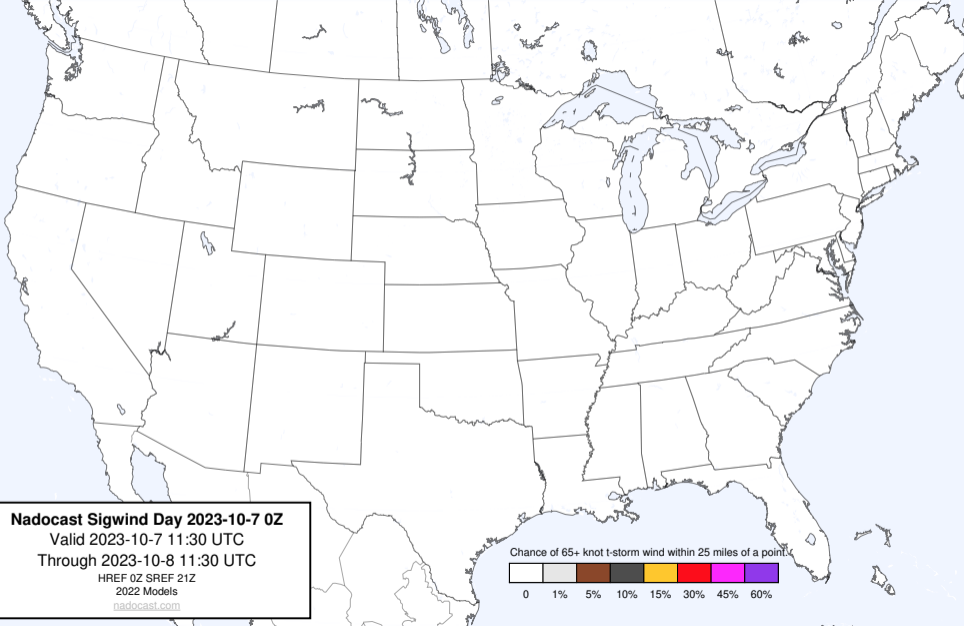 Nadocast Sigwind Day 2023-10-7 0Z
Valid 2023-10-7 11:30 UTC
Through 2023-10-8 11:30 UTC
HREF 0Z SREF 21Z
2022 Models
nadocast.com
Chance of 65+ knot t-storm wind within 25 miles of a point.
0 1% 5% 10% 15% 30% 45% 60%